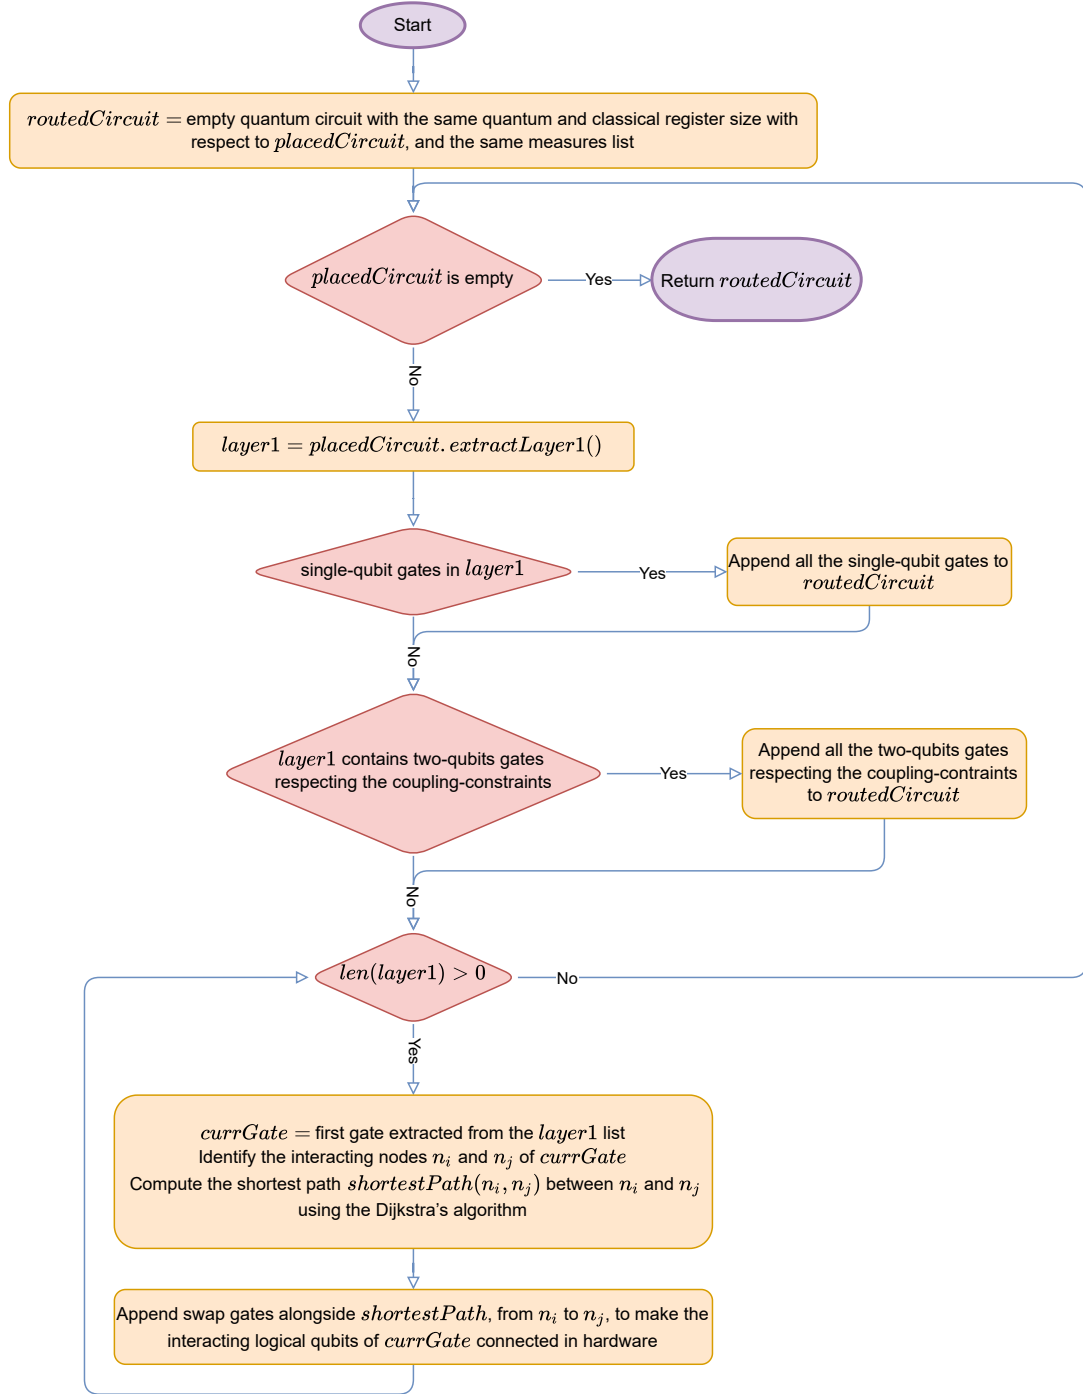 Start
routedCircuit = empty quantum circuit with the same quantum and classical register size with
respect to placedCircuit, and the same measures list
placedCircuit is empty
Yes
Return routedCircuit
No
layer1 = placedCircuit.extractLayer1()
single-qubit gates in layer1
Yes
Append all the single-qubit gates to
routedCircuit
No
layer1 contains two-qubits gates
respecting the coupling-constraints
Yes
Append all the two-qubits gates
respecting the coupling-contraints
to routedCircuit
No
len(layer1) > 0
No
Yes
currGate = first gate extracted from the layer1 list
Identify the interacting nodes n_i and n_j of currGate
Compute the shortest path shortestPath(n_i, n_j) between n_i and n_j
using the Dijkstra's algorithm
Append swap gates alongside shortestPath, from n_i to n_j, to make the
interacting logical qubits of currGate connected in hardware